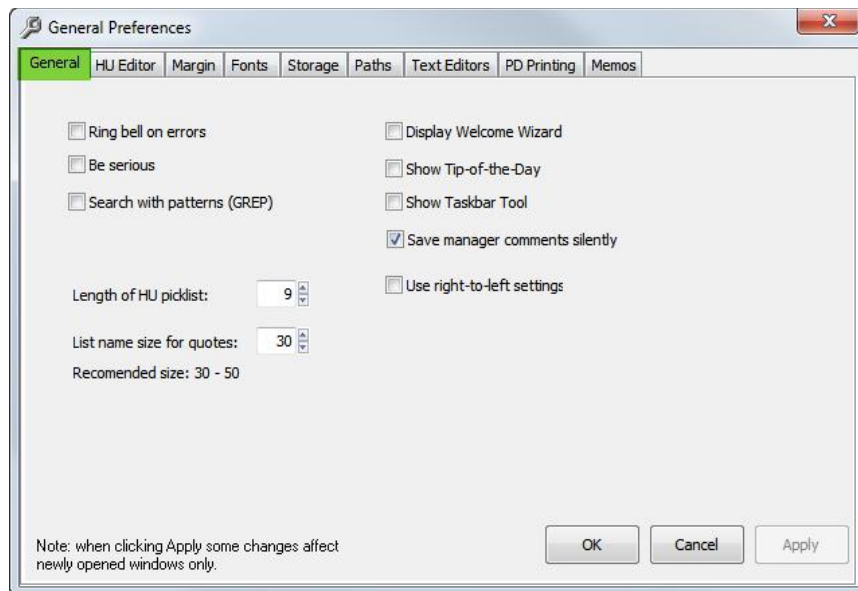 General Preferences
General HU Editor Margin Fonts Storage Paths Text Editors PD Printing Memos
Ring bell on errors
Be serious
Search with patterns (GREP)
Display Welcome Wizard
Show Tip-of-the-Day
Show Taskbar Tool
Save manager comments silently
Use right-to-left settings
Length of HU picklist: 9
List name size for quotes: 30
Recomended size: 30 - 50
Note: when clicking Apply some changes affect
newly opened windows only.
OK Cancel Apply